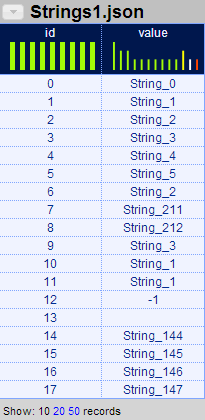 Strings1.json
id value
0 String_0
1 String_1
2 String_2
3 String_3
4 String_4
5 String_5
6 String_2
7 String_211
8 String_212
9 String_3
10 String_1
11 String_1
12 -1
13
14 String_144
15 String_145
16 String_146
17 String_147
Show: 10 20 50 records